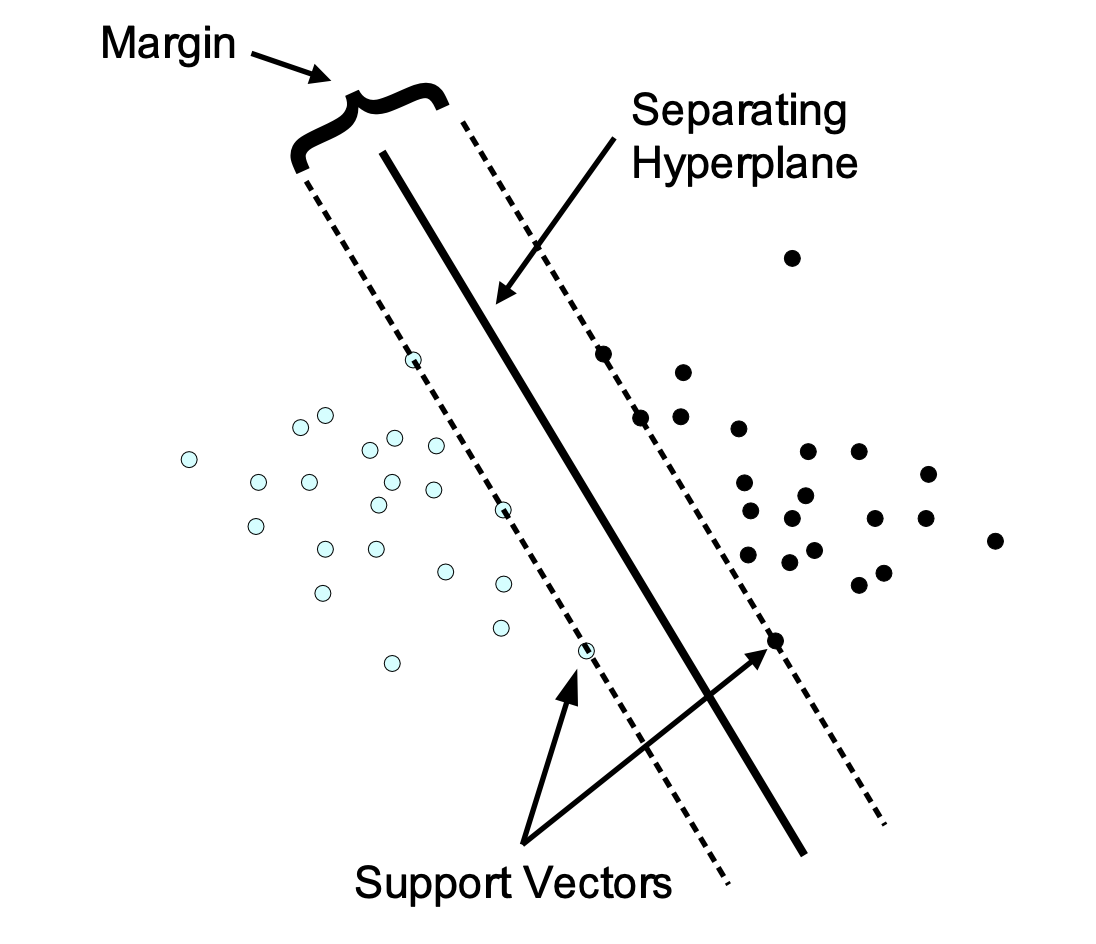 Margin
Separating
Hyperplane
Support Vectors